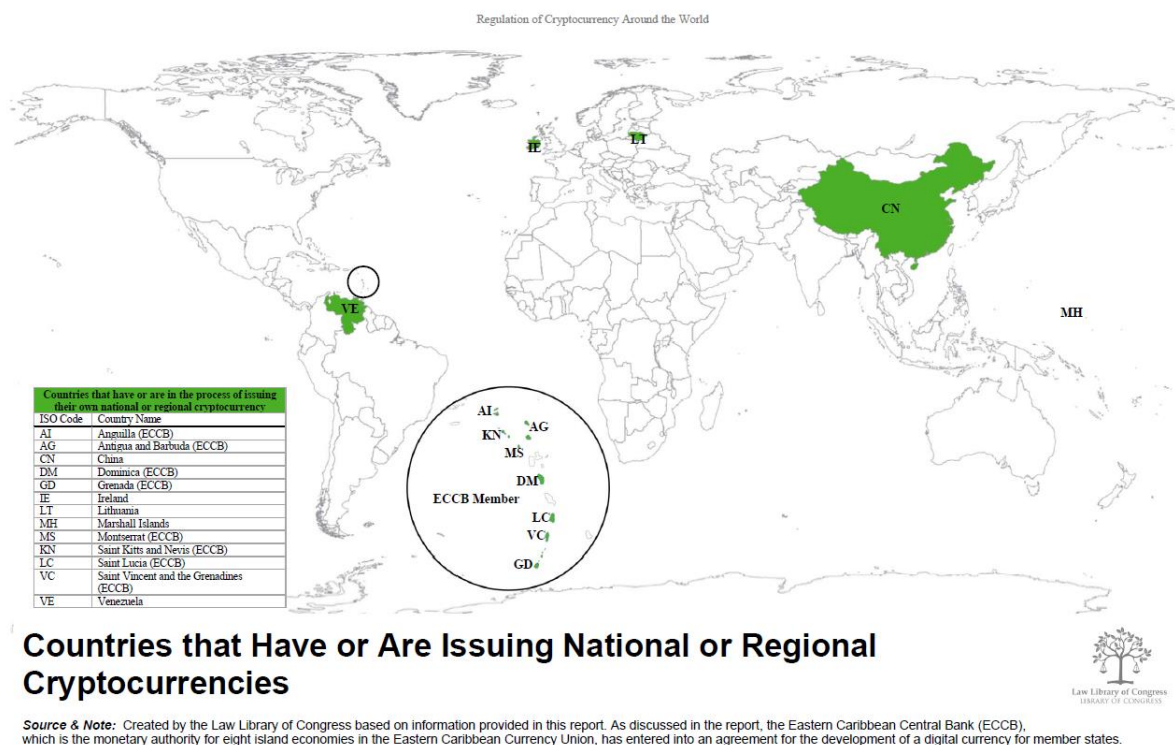 Regulation of Cryptocurrency Around the World
IE
LT
CN
VE
MH
Countries that have or are in the process of issuing
their own national or regional cryptocurrency
ISO Code Country Name
AI Anguilla (ECCB)
AG Antigua and Barbuda (ECCB)
CN China
DM Dominica (ECCB)
GD Grenada (ECCB)
IE Ireland
LT Lithuania
MH Marshall Islands
MS Montserrat (ECCB)
KN Saint Kitts and Nevis (ECCB)
LC Saint Lucia (ECCB)
VC Saint Vincent and the Grenadines
(ECCB)
VE Venezuela
AI
AG
KN
MS
DM
ECCB Member
LC
VC
GD
Countries that Have or Are Issuing National or Regional
Cryptocurrencies
Law Library of Congress
LIBRARY OF CONGRESS
Source & Note: Created by the Law Library of Congress based on information provided in this report. As discussed in the report, the Eastern Caribbean Central Bank (ECCB),
which is the monetary authority for eight island economies in the Eastern Caribbean Currency Union, has entered into an agreement for the development of a digital currency for member states.